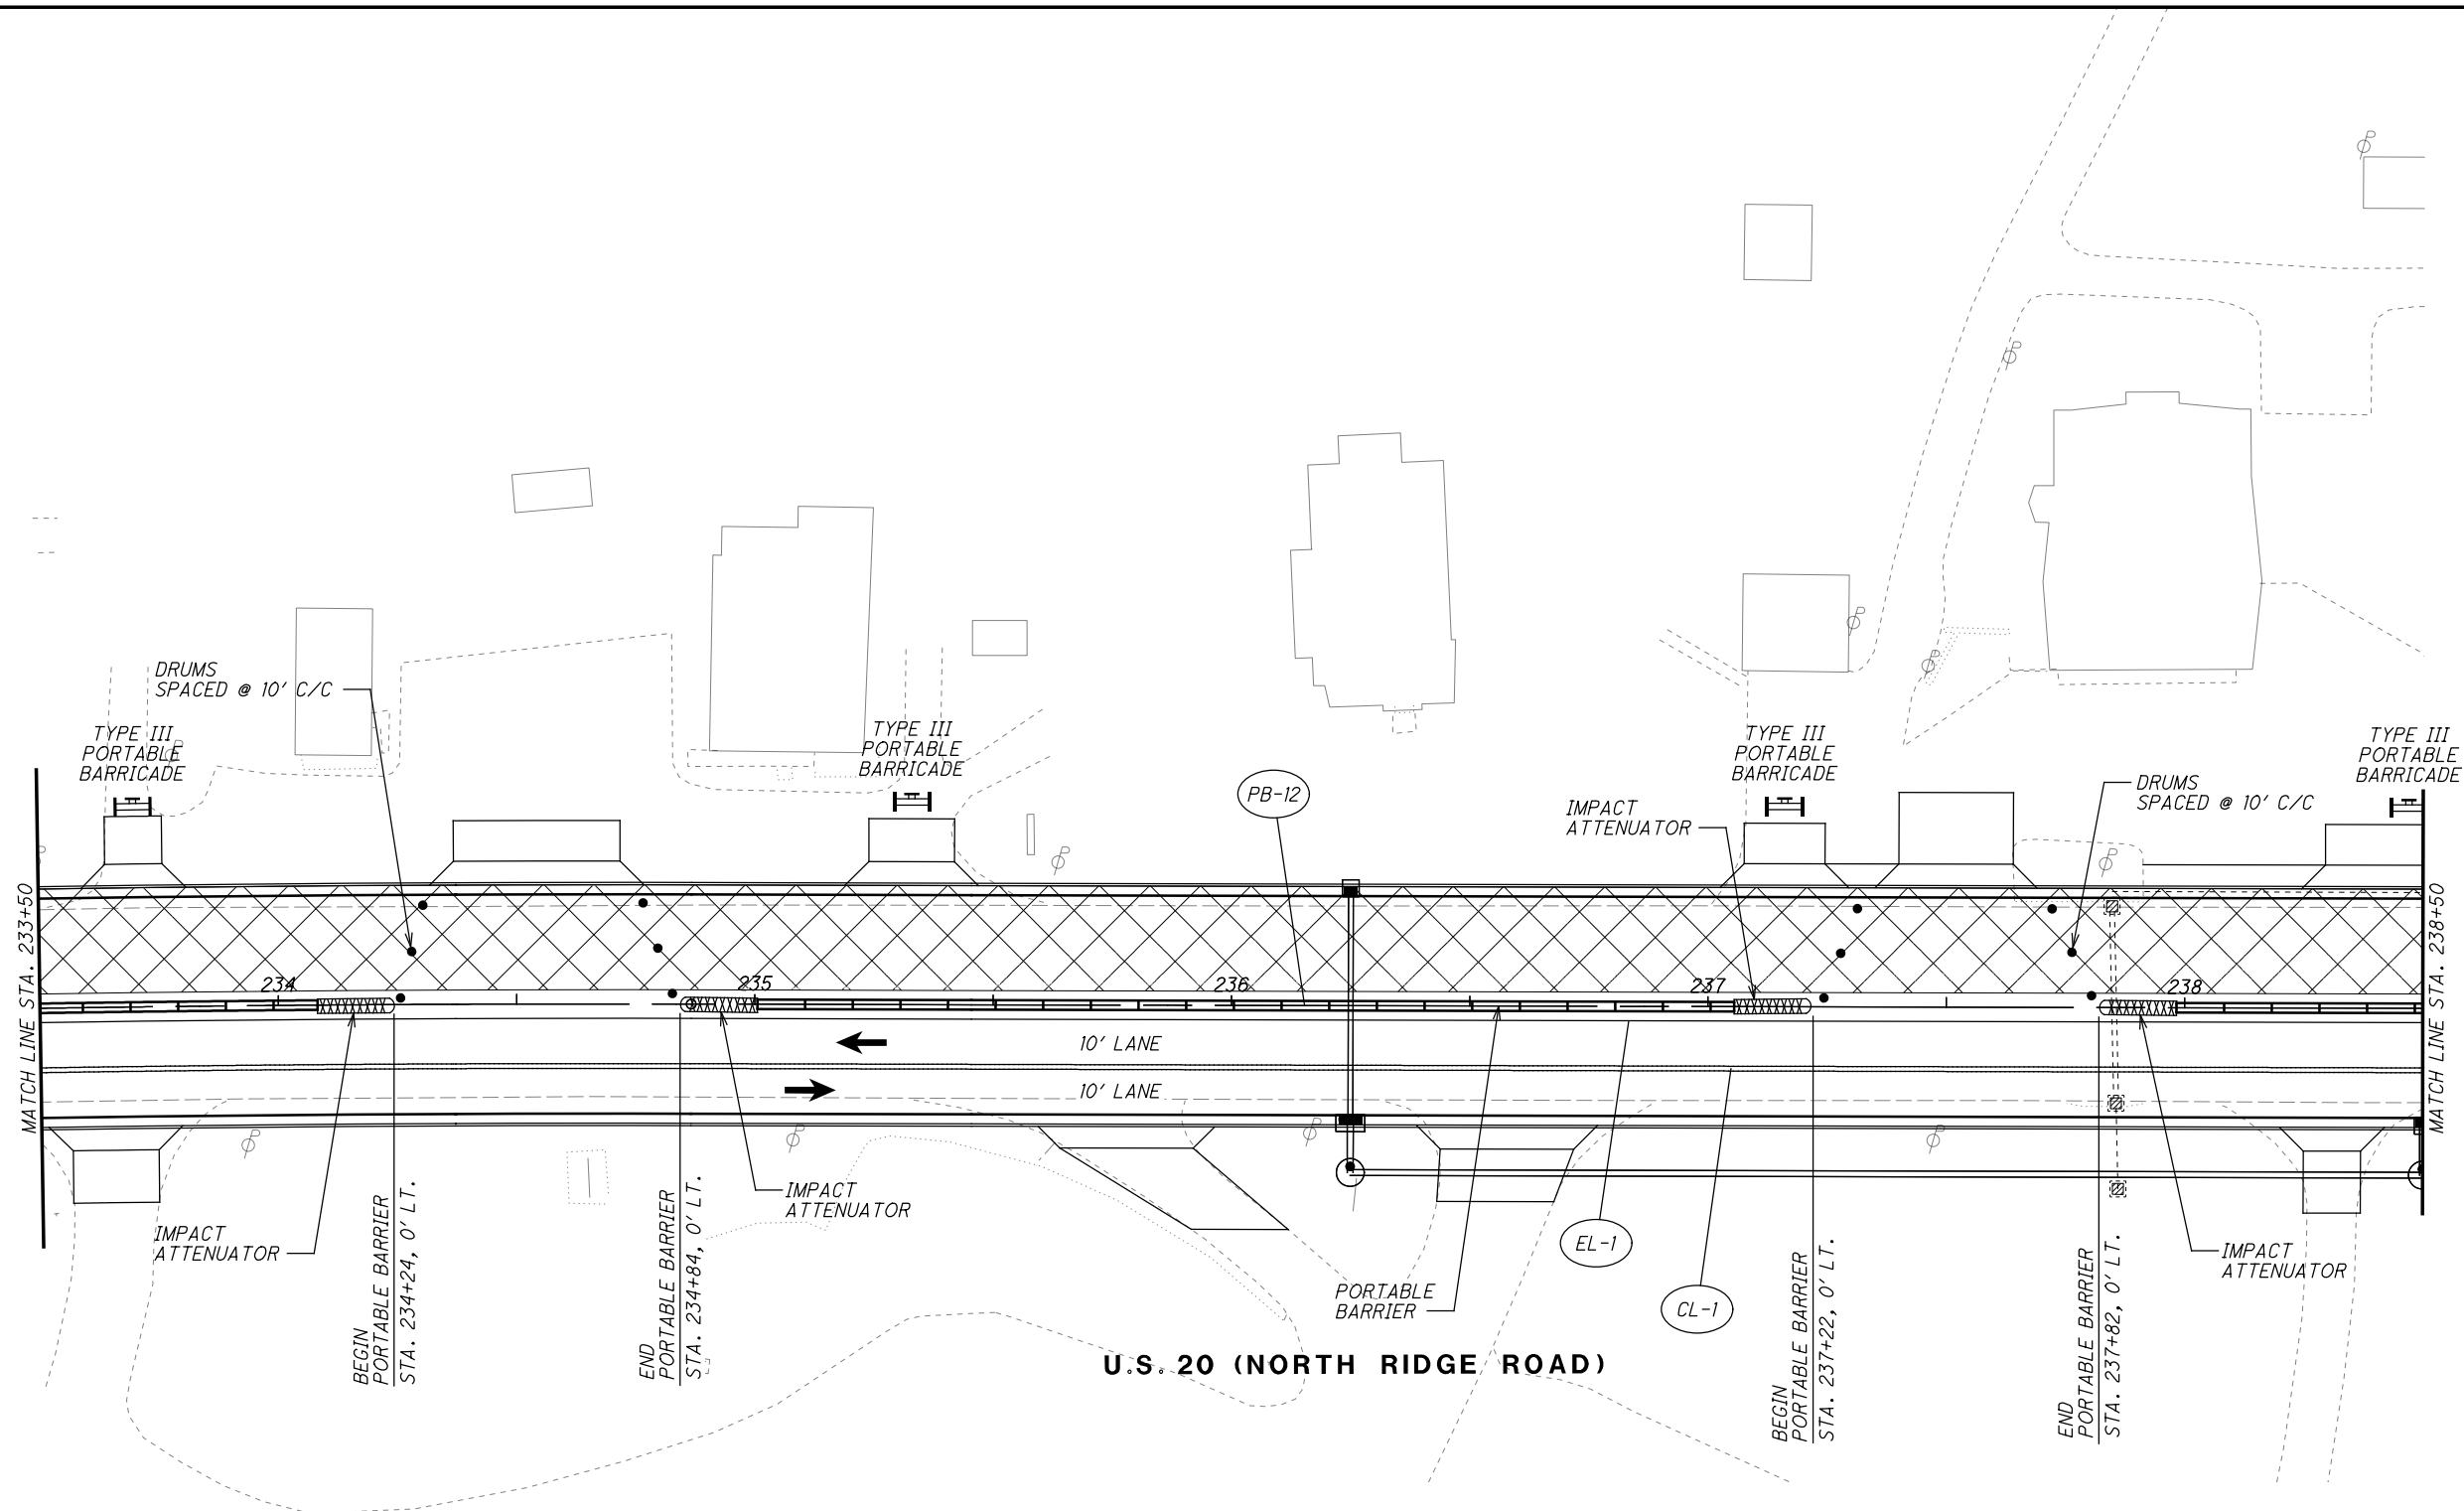 DRUMS
SPACED @ 10' C/C
TYPE III
PORTABLE
BARRICADE
TYPE III
PORTABLE
BARRICADE
PB-12
IMPACT
ATTENUATOR
TYPE III
PORTABLE
BARRICADE
DRUMS
SPACED @ 10' C/C
TYPE III
PORTABLE
BARRICADE
MATCH LINE STA. 233+50
234
235
236
237
238
MATCH LINE STA. 238+50
10' LANE
10' LANE
IMPACT
ATTENUATOR
BEGIN
PORTABLE BARRIER
STA. 234+24, 0' LT.
END
PORTABLE BARRIER
STA. 234+84, 0' LT.
IMPACT
ATTENUATOR
PORTABLE
BARRIER
EL-1
CL-1
BEGIN
PORTABLE BARRIER
STA. 237+22, 0' LT.
END
PORTABLE BARRIER
STA. 237+82, 0' LT.
IMPACT
ATTENUATOR
U.S. 20 (NORTH RIDGE ROAD)